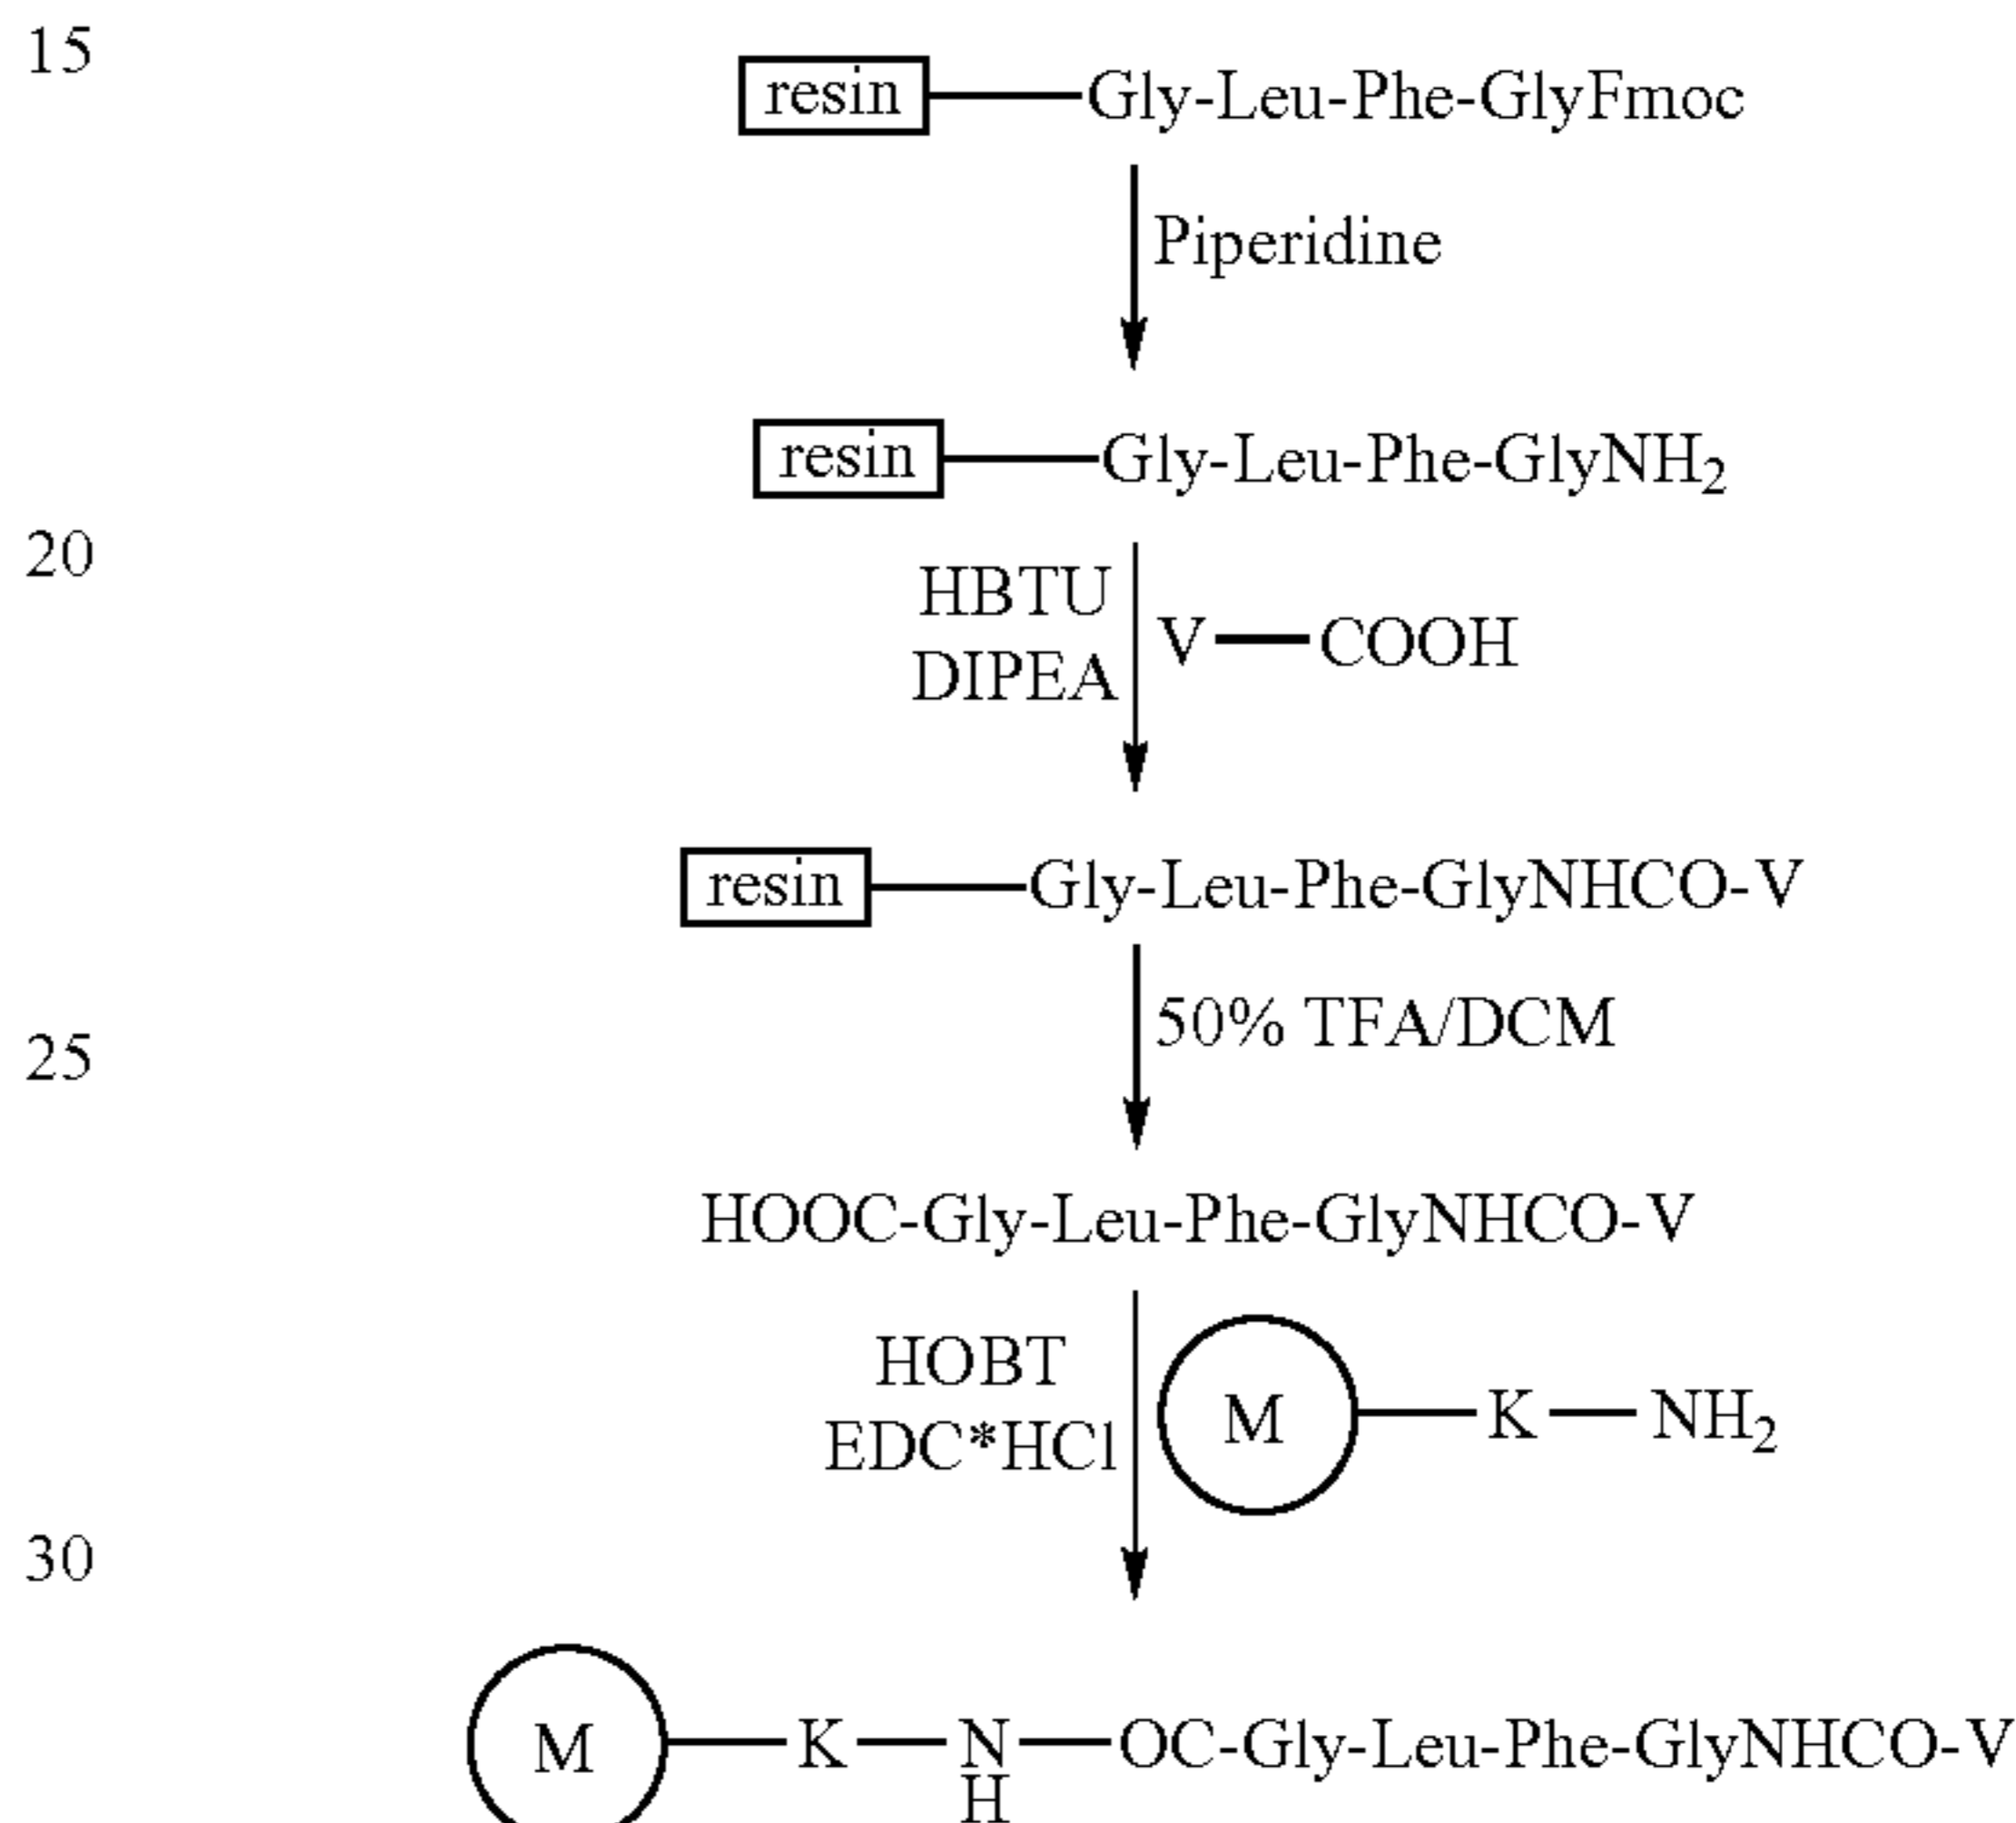 15
resin Gly-Leu-Phe-GlyFmoc
Piperidine
resin Gly-Leu-Phe-GlyNH2
20
HBTU
V COOH
DIPEA
resin Gly-Leu-Phe-GlyNHCO-V
50% TFA/DCM
25
HOOC-Gly-Leu-Phe-GlyNHCO-V
HOBT
M K NH2
EDC*HCl
30
M K N OC-Gly-Leu-Phe-GlyNHCO-V
H